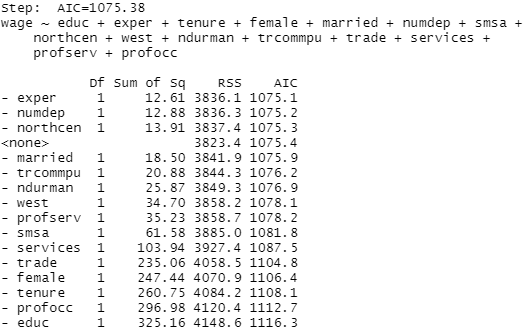 Step:  AIC=1075.38
wage ~ educ + exper + tenure + female + married + numdep + smsa +
    northcen + west + ndurman + trcommpu + trade + services +
    profserv + profocc
           Df Sum of Sq    RSS    AIC
- exper     1     12.61 3836.1 1075.1
- numdep    1     12.88 3836.3 1075.2
- northcen  1     13.91 3837.4 1075.3
<none>                  3823.4 1075.4
- married   1     18.50 3841.9 1075.9
- trcommpu  1     20.88 3844.3 1076.2
- ndurman   1     25.87 3849.3 1076.9
- west      1     34.70 3858.2 1078.1
- profserv  1     35.23 3858.7 1078.2
- smsa      1     61.58 3885.0 1081.8
- services  1    103.94 3927.4 1087.5
- trade     1    235.06 4058.5 1104.8
- female    1    247.44 4070.9 1106.4
- tenure    1    260.75 4084.2 1108.1
- profocc   1    296.98 4120.4 1112.7
- educ      1    325.16 4148.6 1116.3